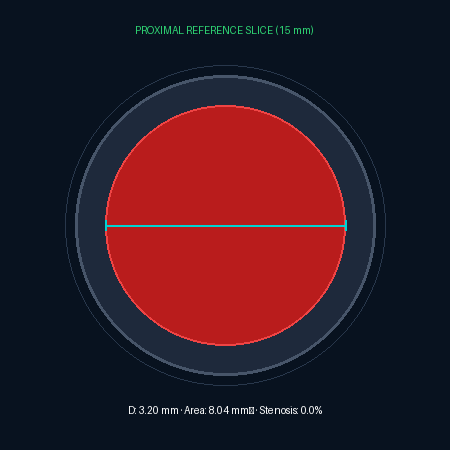 PROXIMAL REFERENCE SLICE (15 mm)
D: 3.20 mm · Area: 8.04 mm▯ · Stenosis: 0.0%